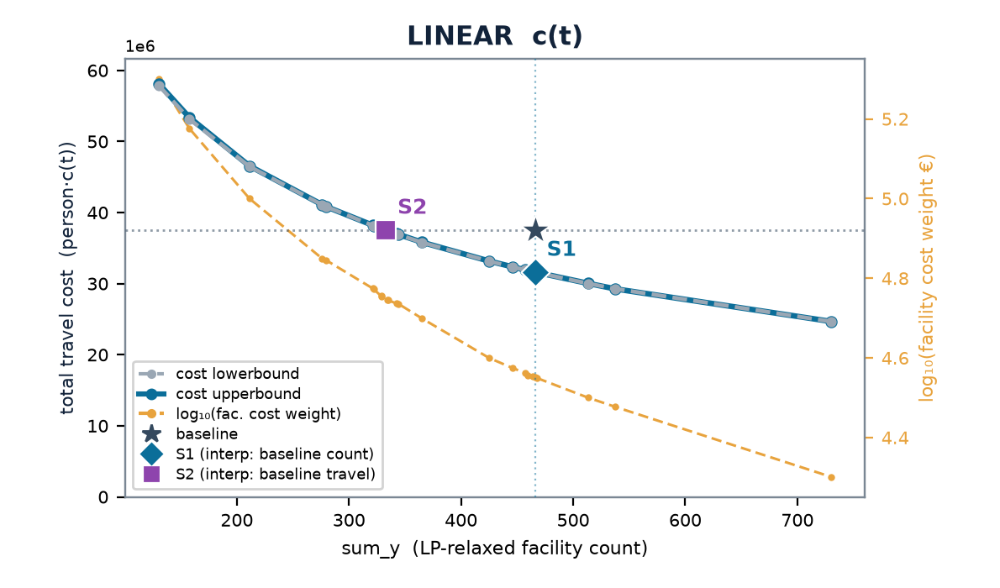 LINEAR c(t)
1e6
60
50
40
30
20
10
0
total travel cost (person·c(t))
5.2
5.0
4.8
4.6
4.4
log₁₀(facility cost weight €)
S2
S1
cost lowerbound
cost upperbound
log₁₀(fac. cost weight)
baseline
S1 (interp: baseline count)
S2 (interp: baseline travel)
200 300 400 500 600 700
sum_y (LP-relaxed facility count)